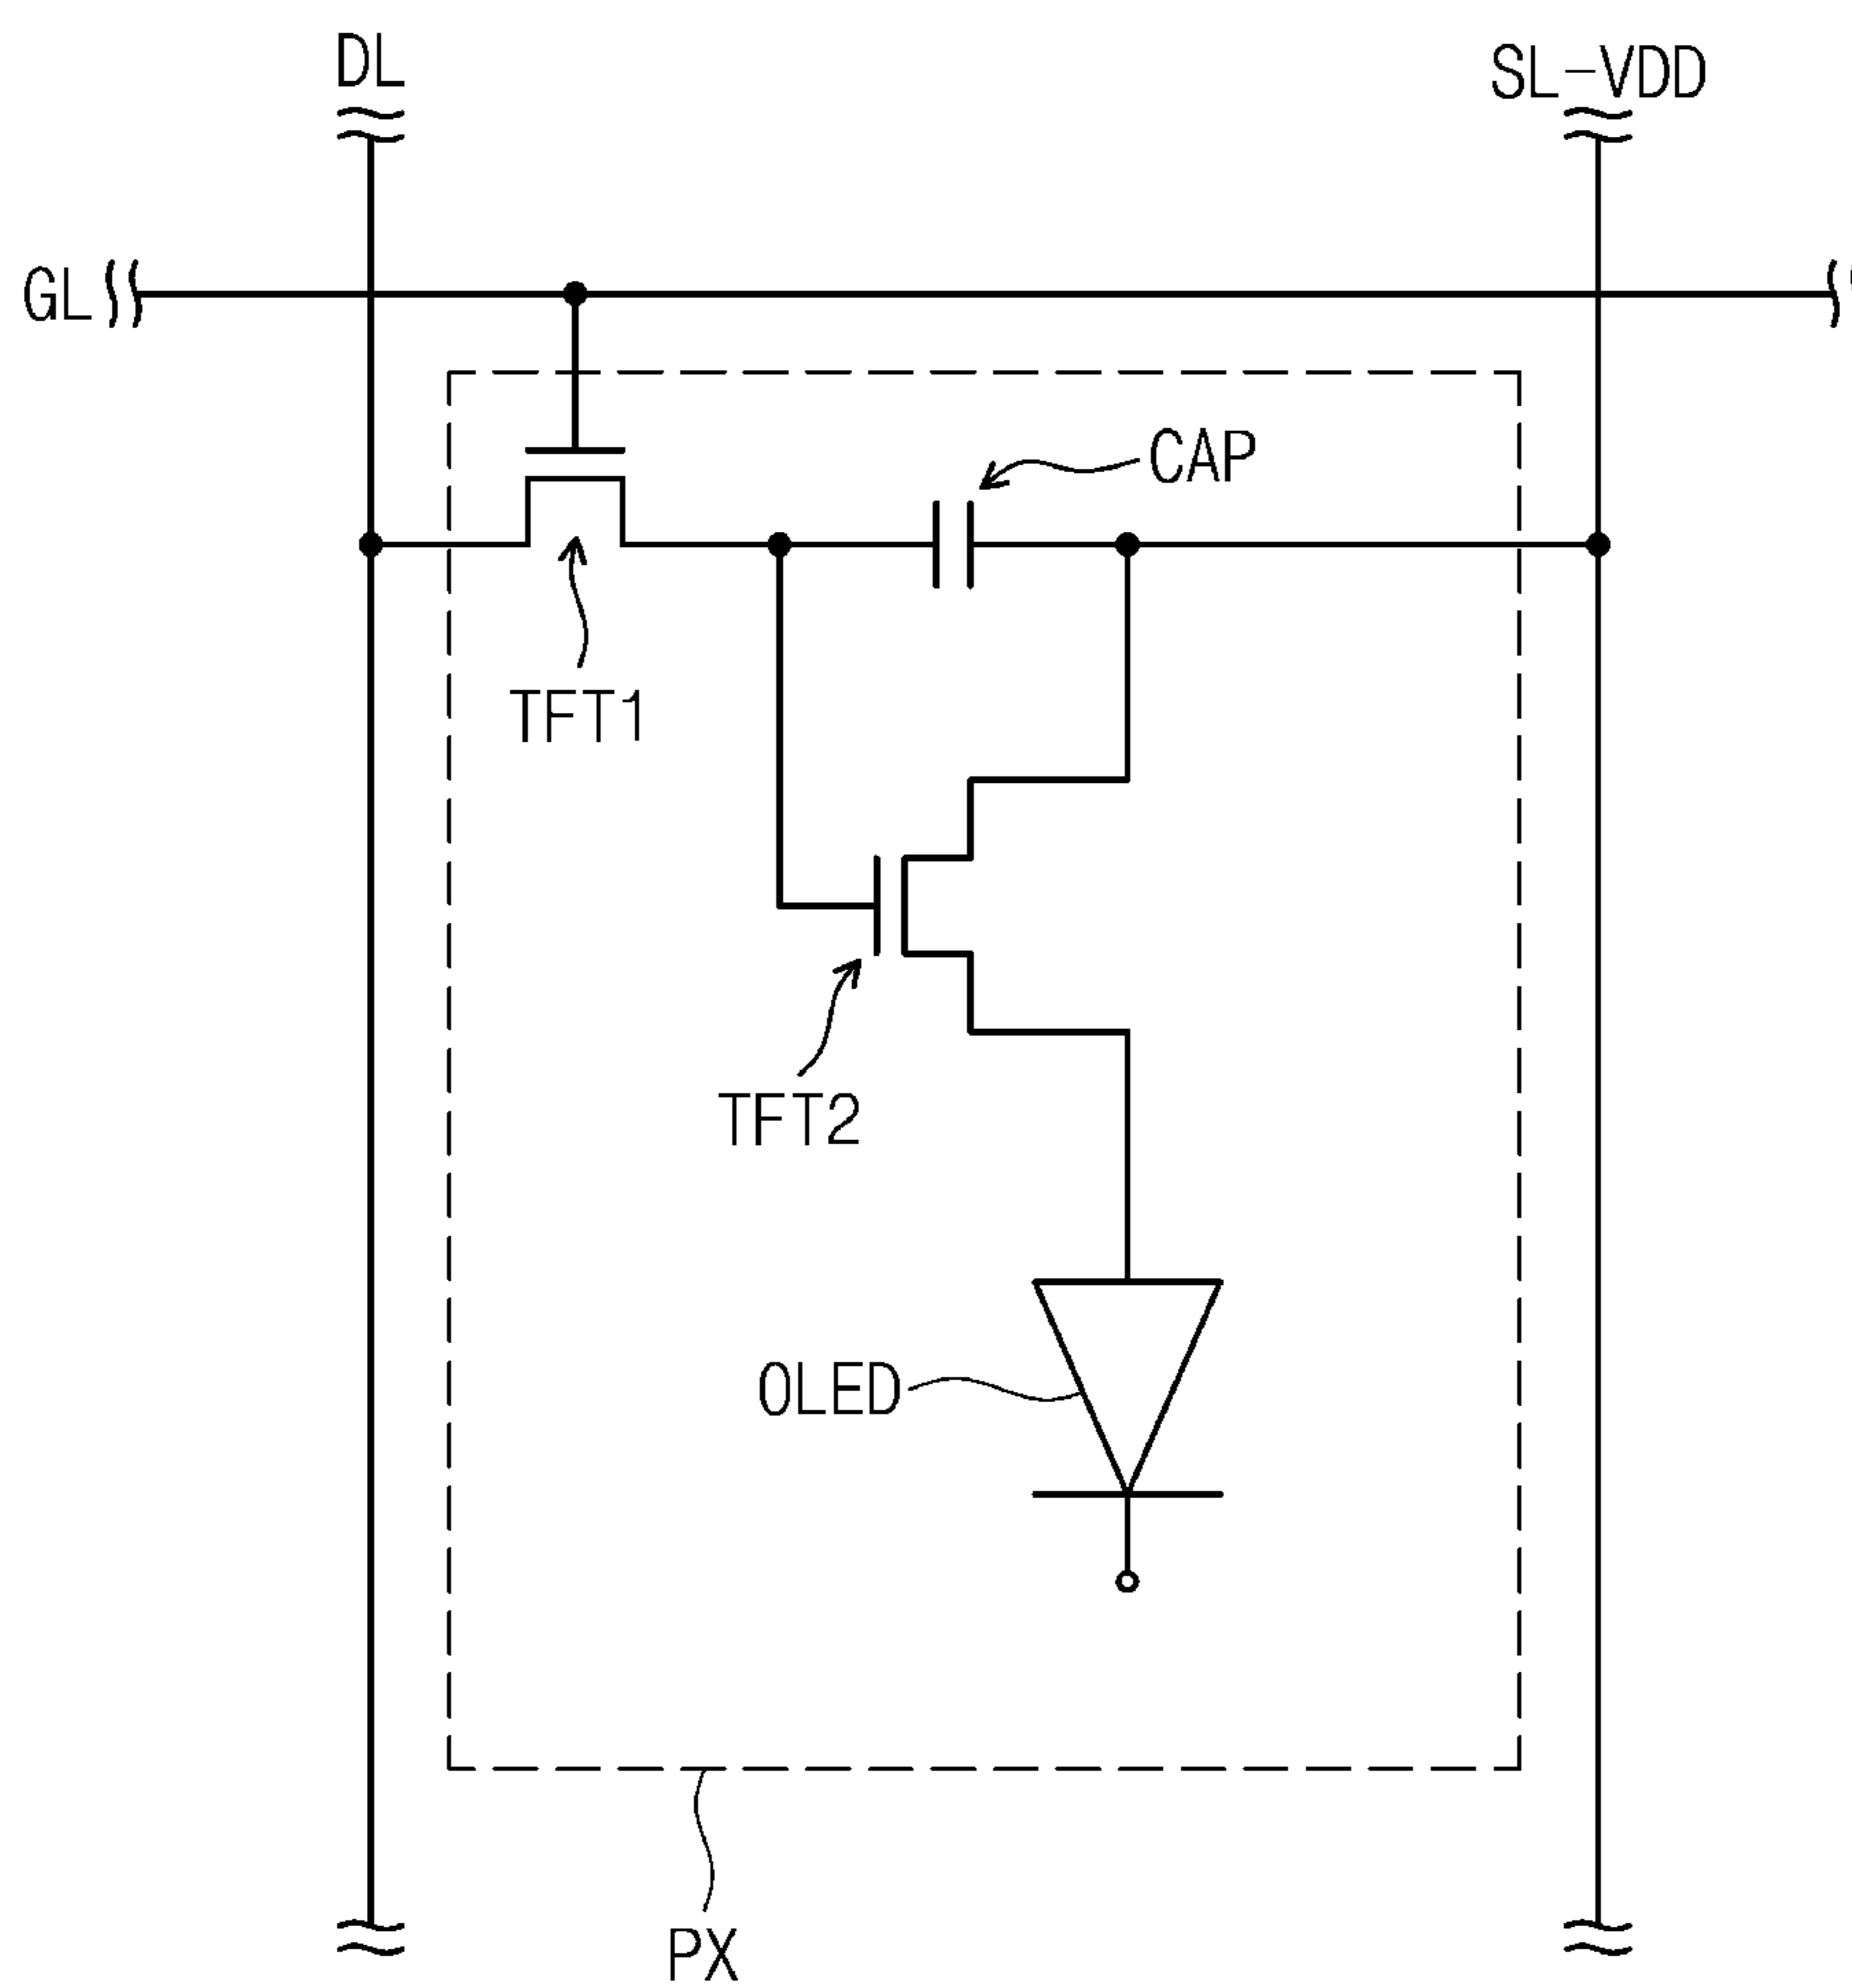 DL
SL-VDD
GL
CAP
TFT1
TFT2
OLED
PX